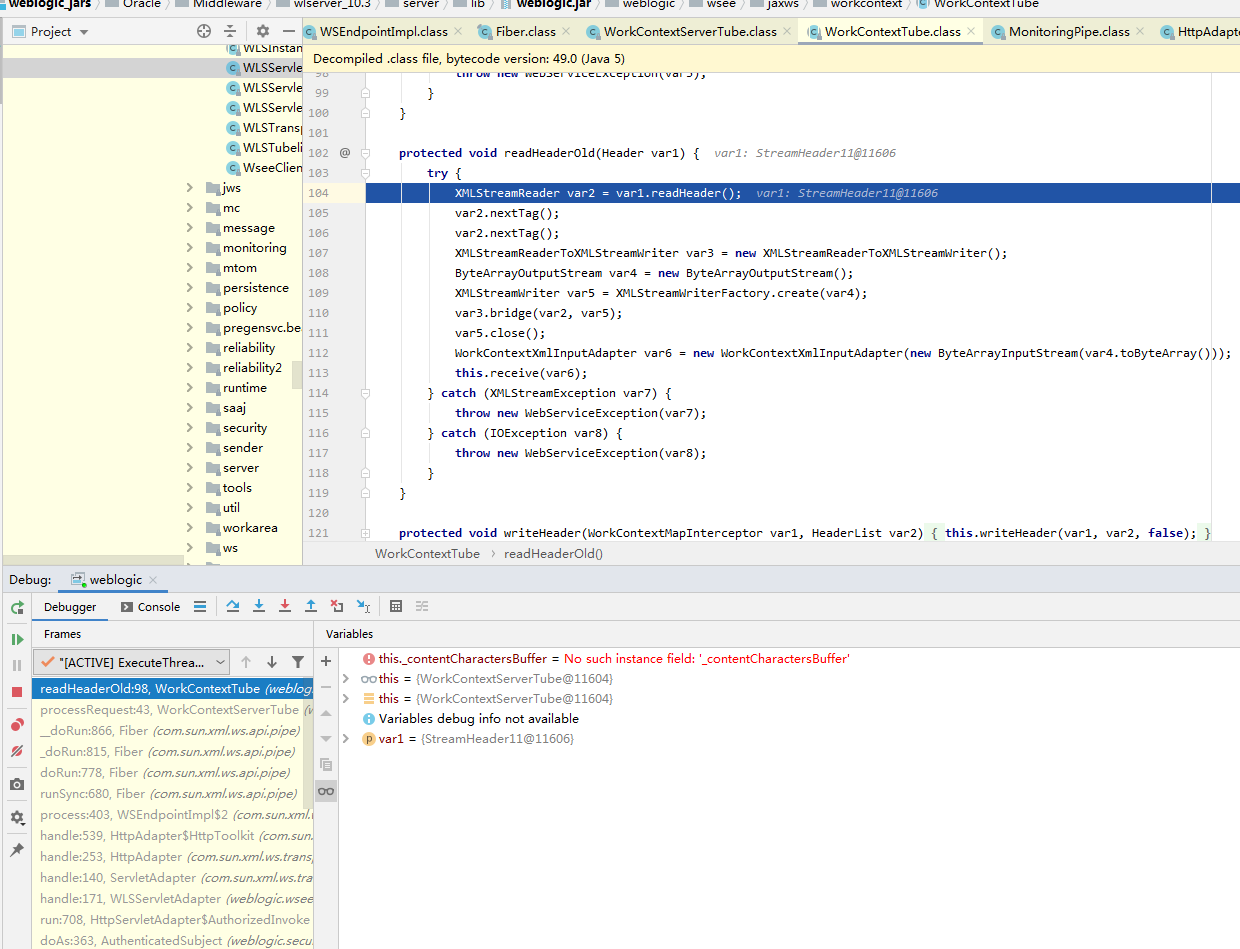 weblogic_jars Oracle Middleware wlserver_10.3 server lib weblogic.jar weblogic wsee jaxws workcontext WorkContextTube
Project
WSEndpointImpl.class Fiber.class WorkContextServerTube.class WorkContextTube.class MonitoringPipe.class HttpAdapte
Decompiled .class file, bytecode version: 49.0 (Java 5)
WLSInstan
WLSServle
WLSServle
WLSServle
WLSTransp
WLSTubeli
WseeClien
jws
mc
message
monitoring
mtom
persistence
policy
pregensvc.be
reliability
reliability2
runtime
saaj
security
sender
server
tools
util
workarea
ws
98 throw new WebServiceException(var5);
99 }
100 }
101
102 @ protected void readHeaderOld(Header var1) { var1: StreamHeader11@11606
103 try {
104 XMLStreamReader var2 = var1.readHeader(); var1: StreamHeader11@11606
105 var2.nextTag();
106 var2.nextTag();
107 XMLStreamReaderToXMLStreamWriter var3 = new XMLStreamReaderToXMLStreamWriter();
108 ByteArrayOutputStream var4 = new ByteArrayOutputStream();
109 XMLStreamWriter var5 = XMLStreamWriterFactory.create(var4);
110 var3.bridge(var2, var5);
111 var5.close();
112 WorkContextXmlInputAdapter var6 = new WorkContextXmlInputAdapter(new ByteArrayInputStream(var4.toByteArray()));
113 this.receive(var6);
114 } catch (XMLStreamException var7) {
115 throw new WebServiceException(var7);
116 } catch (IOException var8) {
117 throw new WebServiceException(var8);
118 }
119 }
120
121 protected void writeHeader(WorkContextMapInterceptor var1, HeaderList var2) { this.writeHeader(var1, var2, false); }
WorkContextTube › readHeaderOld()
Debug: weblogic
Debugger Console
Frames
"[ACTIVE] ExecuteThrea...
readHeaderOld:98, WorkContextTube (weblogi
processRequest:43, WorkContextServerTube (w
__doRun:866, Fiber (com.sun.xml.ws.api.pipe)
_doRun:815, Fiber (com.sun.xml.ws.api.pipe)
doRun:778, Fiber (com.sun.xml.ws.api.pipe)
runSync:680, Fiber (com.sun.xml.ws.api.pipe)
process:403, WSEndpointImpl$2 (com.sun.xml.
handle:539, HttpAdapter$HttpToolkit (com.sun.
handle:253, HttpAdapter (com.sun.xml.ws.transp
handle:140, ServletAdapter (com.sun.xml.ws.tra
handle:171, WLSServletAdapter (weblogic.wsee
run:708, HttpServletAdapter$AuthorizedInvoke
doAs:363, AuthenticatedSubject (weblogic.secu
Variables
this._contentCharactersBuffer = No such instance field: '_contentCharactersBuffer'
this = {WorkContextServerTube@11604}
this = {WorkContextServerTube@11604}
Variables debug info not available
var1 = {StreamHeader11@11606}